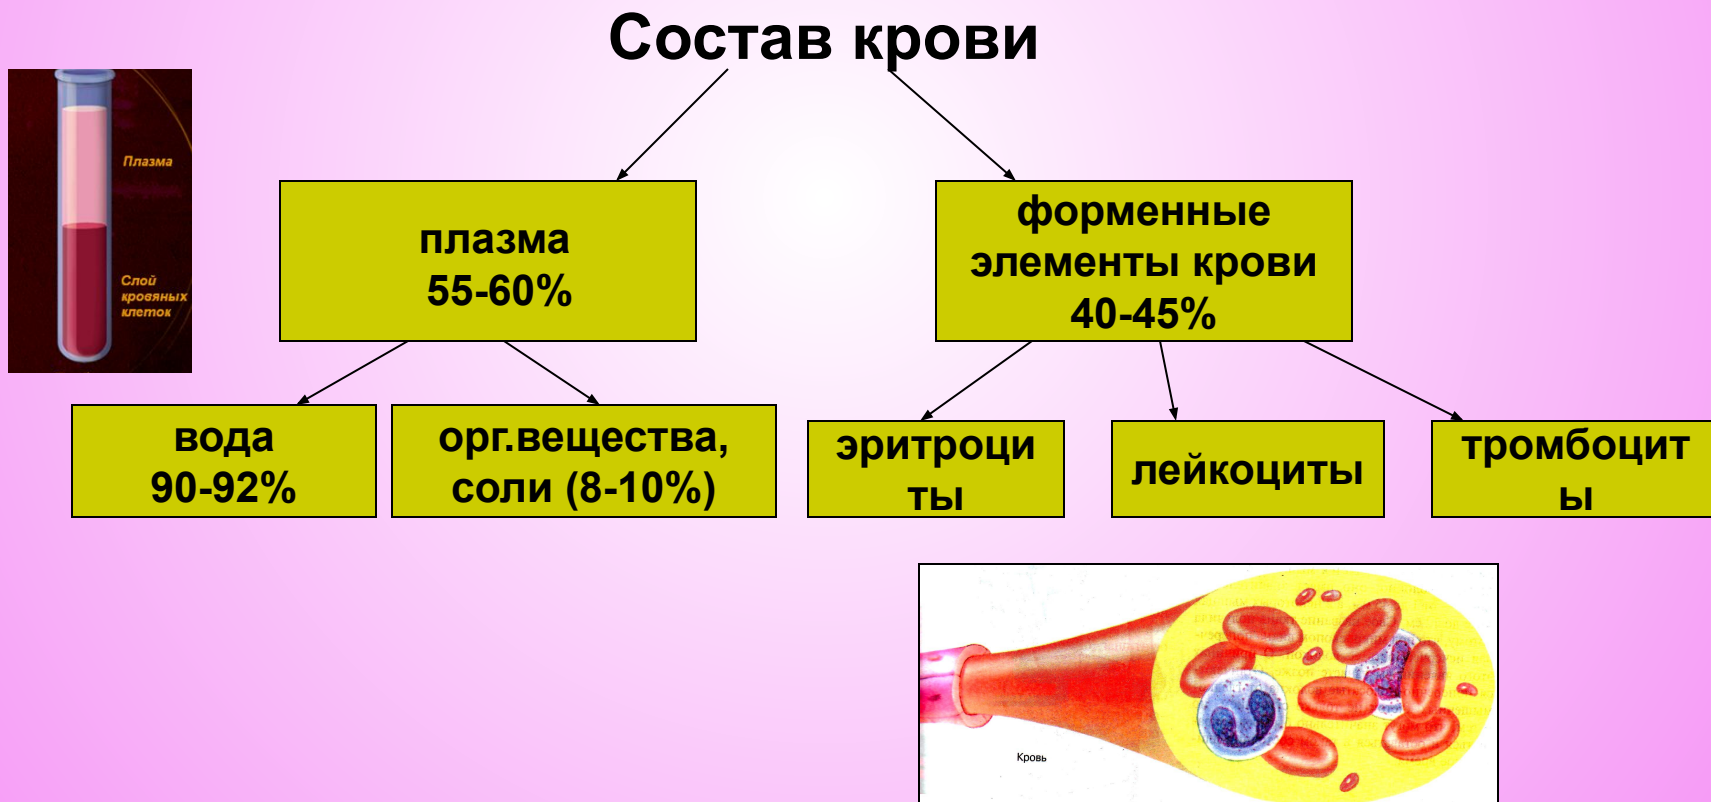 Состав крови
Плазма
Слой
кровяных
клеток
плазма
55-60%
форменные
элементы крови
40-45%
вода
90-92%
орг.вещества,
соли (8-10%)
эритроци
ты
лейкоциты
тромбоцит
ы
Кровь